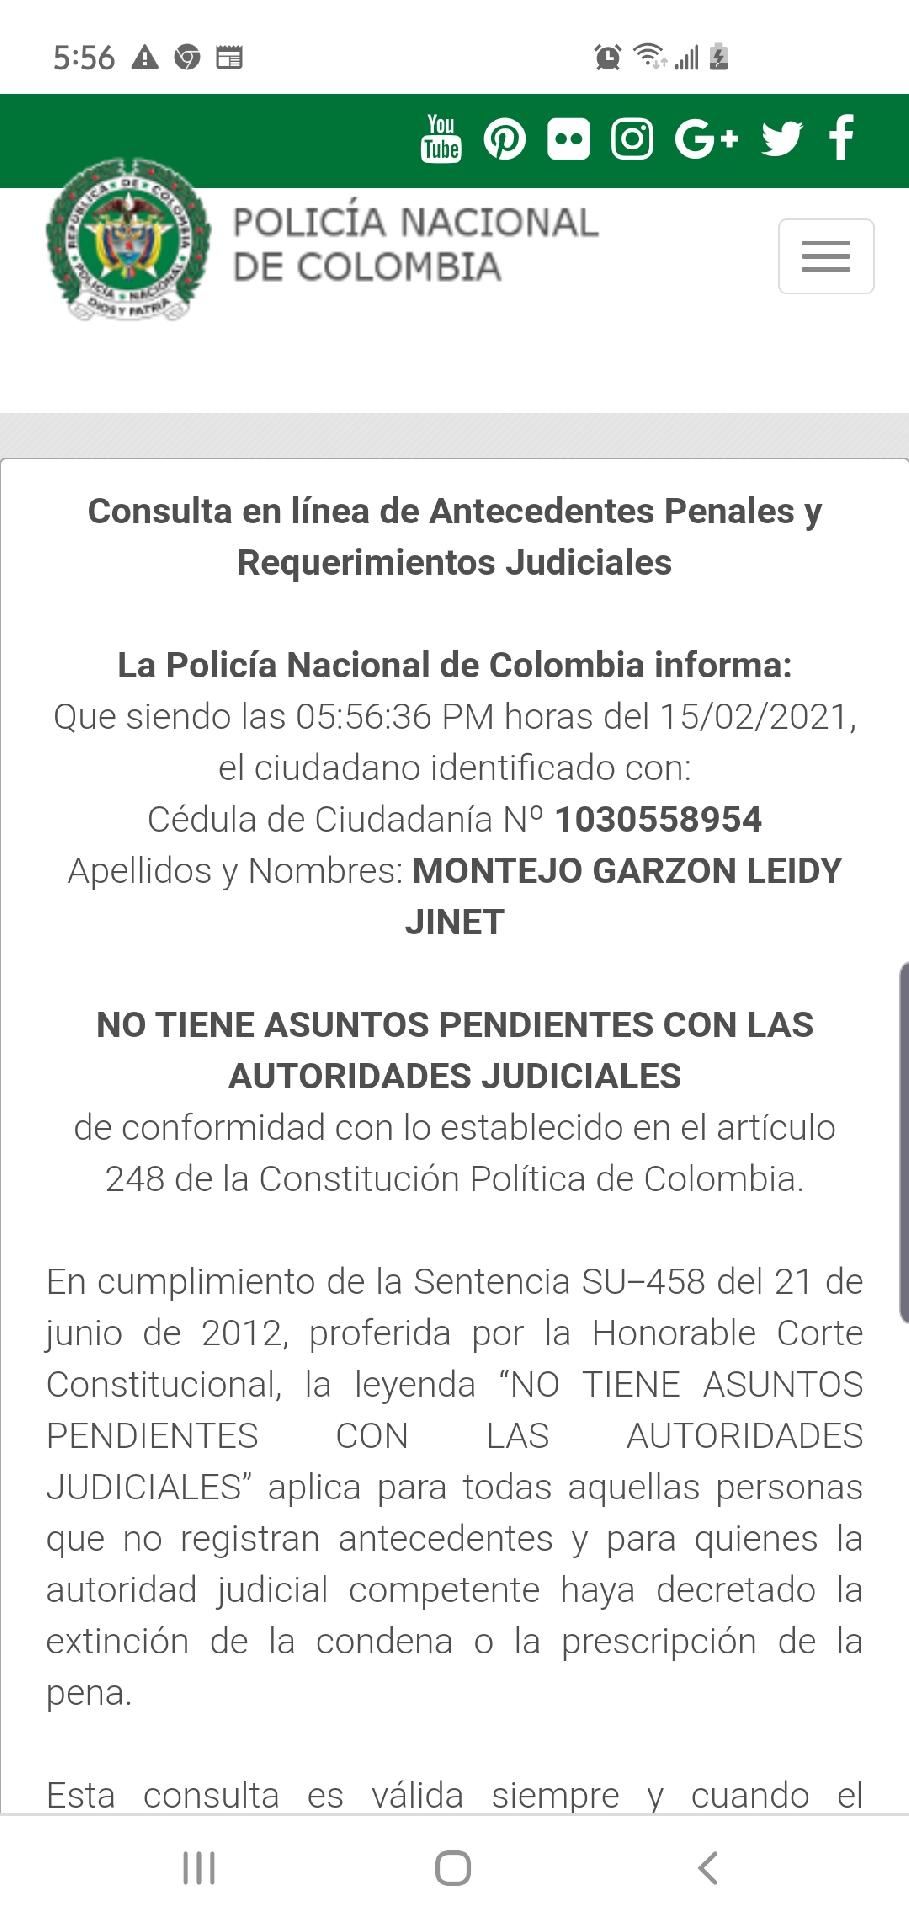 5:56
You
Tube
G+
REPÚBLICA DE COLOMBIA
POLICÍA NACIONAL
DIOS Y PATRIA
POLICÍA NACIONAL
DE COLOMBIA
Consulta en línea de Antecedentes Penales y
Requerimientos Judiciales
La Policía Nacional de Colombia informa:
Que siendo las 05:56:36 PM horas del 15/02/2021,
el ciudadano identificado con:
Cédula de Ciudadanía Nº 1030558954
Apellidos y Nombres: MONTEJO GARZON LEIDY
JINET
NO TIENE ASUNTOS PENDIENTES CON LAS
AUTORIDADES JUDICIALES
de conformidad con lo establecido en el artículo
248 de la Constitución Política de Colombia.
En cumplimiento de la Sentencia SU-458 del 21 de
junio de 2012, proferida por la Honorable Corte
Constitucional, la leyenda “NO TIENE ASUNTOS
PENDIENTES CON LAS AUTORIDADES
JUDICIALES” aplica para todas aquellas personas
que no registran antecedentes y para quienes la
autoridad judicial competente haya decretado la
extinción de la condena o la prescripción de la
pena.
Esta consulta es válida siempre y cuando el